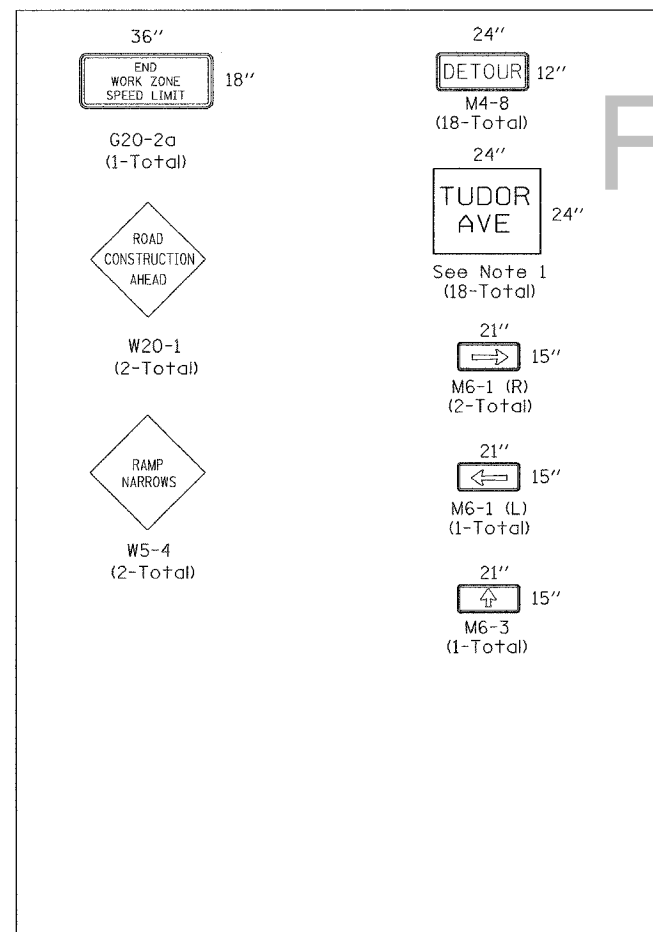 36"
END
WORK ZONE
SPEED LIMIT
18"
G20-2a
(1-Total)
ROAD
CONSTRUCTION
AHEAD
W20-1
(2-Total)
RAMP
NARROWS
W5-4
(2-Total)
24"
DETOUR
12"
M4-8
(18-Total)
24"
TUDOR
AVE
24"
See Note 1
(18-Total)
21"
15"
M6-1 (R)
(2-Total)
21"
15"
M6-1 (L)
(1-Total)
21"
15"
M6-3
(1-Total)
F